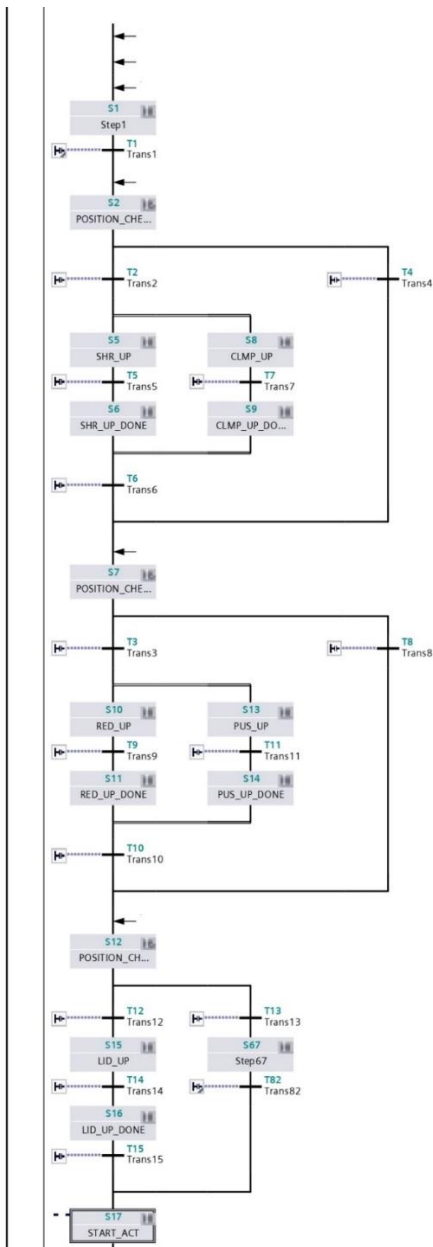 S1
Step1
T1
Trans1
S2
POSITION_CHE...
T2
Trans2
T4
Trans4
S5
SHR_UP
S8
CLMP_UP
T5
Trans5
T7
Trans7
S6
SHR_UP_DONE
S9
CLMP_UP_DO...
T6
Trans6
S7
POSITION_CHE...
T3
Trans3
T8
Trans8
S10
RED_UP
S13
PUS_UP
T9
Trans9
T11
Trans11
S11
RED_UP_DONE
S14
PUS_UP_DONE
T10
Trans10
S12
POSITION_CH...
T12
Trans12
T13
Trans13
S15
LID_UP
S67
Step67
T14
Trans14
T82
Trans82
S16
LID_UP_DONE
T15
Trans15
S17
START_ACT